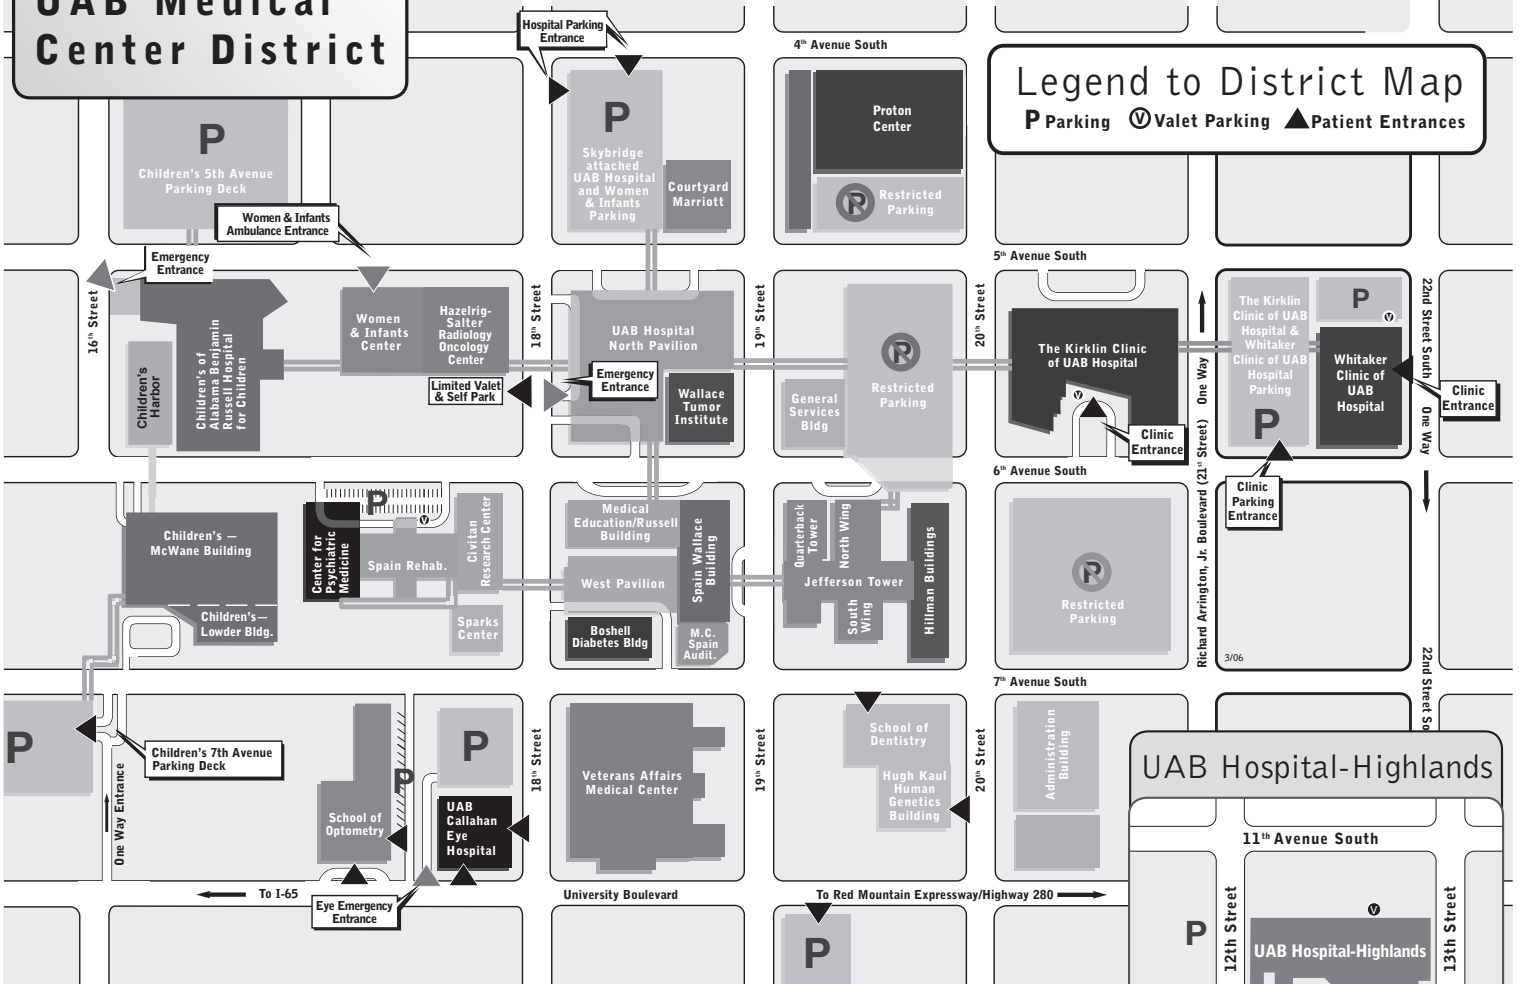 UAB Medical
Center District
Hospital Parking
Entrance
4th Avenue South
Legend to District Map
P Parking
V Valet Parking
Patient Entrances
P
Children's 5th Avenue
Parking Deck
P
Skybridge
attached
UAB Hospital
and Women
& Infants
Parking
Courtyard
Marriott
Proton
Center
P
Restricted
Parking
Women & Infants
Ambulance Entrance
Emergency
Entrance
5th Avenue South
16th Street
Children's
Harbor
Children's of
Alabama Benjamin
Russell Hospital
for Children
Women
& Infants
Center
Hazelrig-
Salter
Radiology
Oncology
Center
Limited Valet
& Self Park
18th Street
UAB Hospital
North Pavilion
Emergency
Entrance
Wallace
Tumor
Institute
19th Street
General
Services
Bldg
P
Restricted
Parking
20th Street
The Kirklin Clinic
of UAB Hospital
V
Clinic
Entrance
Richard Arrington, Jr. Boulevard (21st Street) One Way
The Kirklin
Clinic of UAB
Hospital &
Whitaker
Clinic of UAB
Hospital
Parking
P
P
V
Whitaker
Clinic of
UAB
Hospital
22nd Street South One Way
Clinic
Entrance
Clinic
Parking
Entrance
6th Avenue South
Children's —
McWane Building
Children's—
Lowder Bldg.
P
V
Center for
Psychiatric
Medicine
Spain Rehab.
Civitan
Research Center
Sparks
Center
Medical
Education/Russell
Building
West Pavilion
Spain Wallace
Building
Boshell
Diabetes Bldg
M.C.
Spain
Audit.
Quarterback
Tower
North Wing
Jefferson Tower
South
Wing
Hillman Buildings
P
Restricted
Parking
3/06
22nd Street So
7th Avenue South
P
Children's 7th Avenue
Parking Deck
One Way Entrance
School of
Optometry
P
P
UAB
Callahan
Eye
Hospital
18th Street
Veterans Affairs
Medical Center
19th Street
School of
Dentistry
Hugh Kaul
Human
Genetics
Building
20th Street
Administration
Building
To I-65
Eye Emergency
Entrance
University Boulevard
To Red Mountain Expressway/Highway 280
P
UAB Hospital-Highlands
11th Avenue South
P
12th Street
V
UAB Hospital-Highlands
13th Street